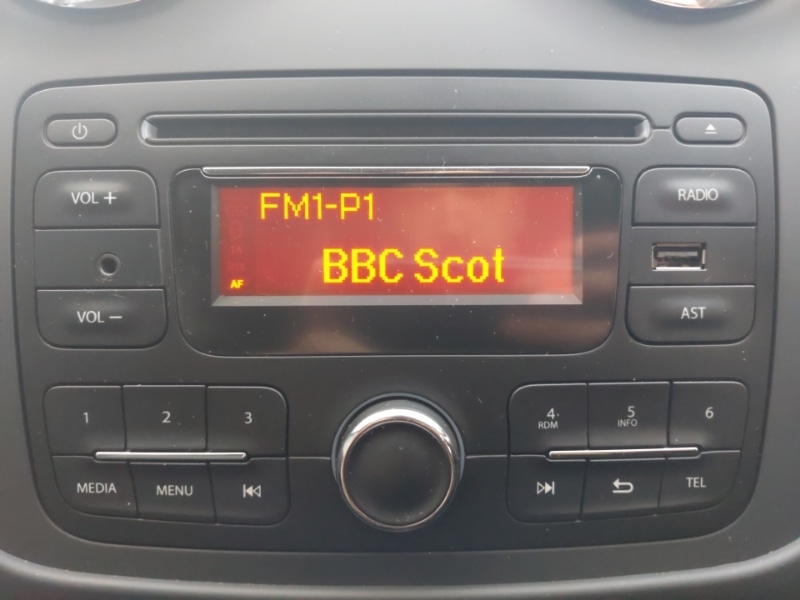 VOL +
RADIO
FM1-P1
BBC Scot
AF
VOL –
AST
1 2 3
4 5 6
RDM INFO
MEDIA MENU
TEL